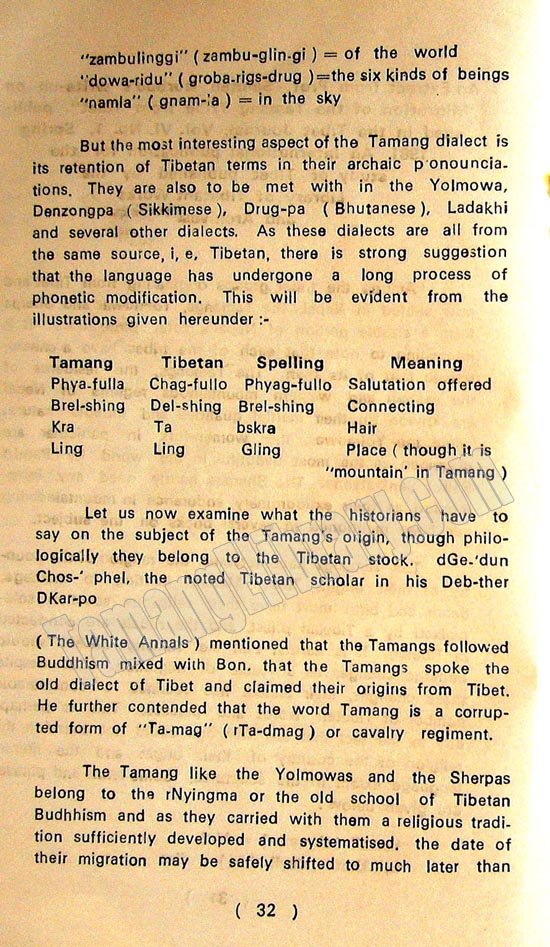 "zambulinggi" ( zambu-glin-gi ) = of the world
"dowa-ridu" ( groba-rigs-drug )=the six kinds of beings
"namla" ( gnam-la ) = in the sky
But the most interesting aspect of the Tamang dialect is
its retention of Tibetan terms in their archaic p'onouncia-
tions. They are also to be met with in the Yolmowa,
Denzongpa ( Sikkimese ), Drug-pa ( Bhutanese ), Ladakhi
and several other dialects. As these dialects are all from
the same source, i, e, Tibetan, there is strong suggestion
that the language has undergone a long process of
phonetic modification. This will be evident from the
illustrations given hereunder :-
Tamang Tibetan Spelling Meaning
Phya-fulla Chag-fullo Phyag-fullo Salutation offered
Brel-shing Del-shing Brel-shing Connecting
Kra Ta bskra Hair
Ling Ling Gling Place ( though it is
"mountain' in Tamang )
Let us now examine what the historians have to
say on the subject of the Tamang's origin, though philo-
logically they belong to the Tibetan stock. dGe-'dun
Chos-' phel, the noted Tibetan scholar in his Deb-ther
DKar-po
( The White Annals ) mentioned that the Tamangs followed
Buddhism mixed with Bon. that the Tamangs spoke the
old dialect of Tibet and claimed their origins from Tibet.
He further contended that the word Tamang is a corrup-
ted form of "Ta-mag" ( rTa-dmag ) or cavalry regiment.
The Tamang like the Yolmowas and the Sherpas
belong to the rNyingma or the old school of Tibetan
Budhhism and as they carried with them a religious tradi-
tion sufficiently developed and systematised. the date of
their migration may be safely shifted to much later than
( 32 )
TamangLibrary.com